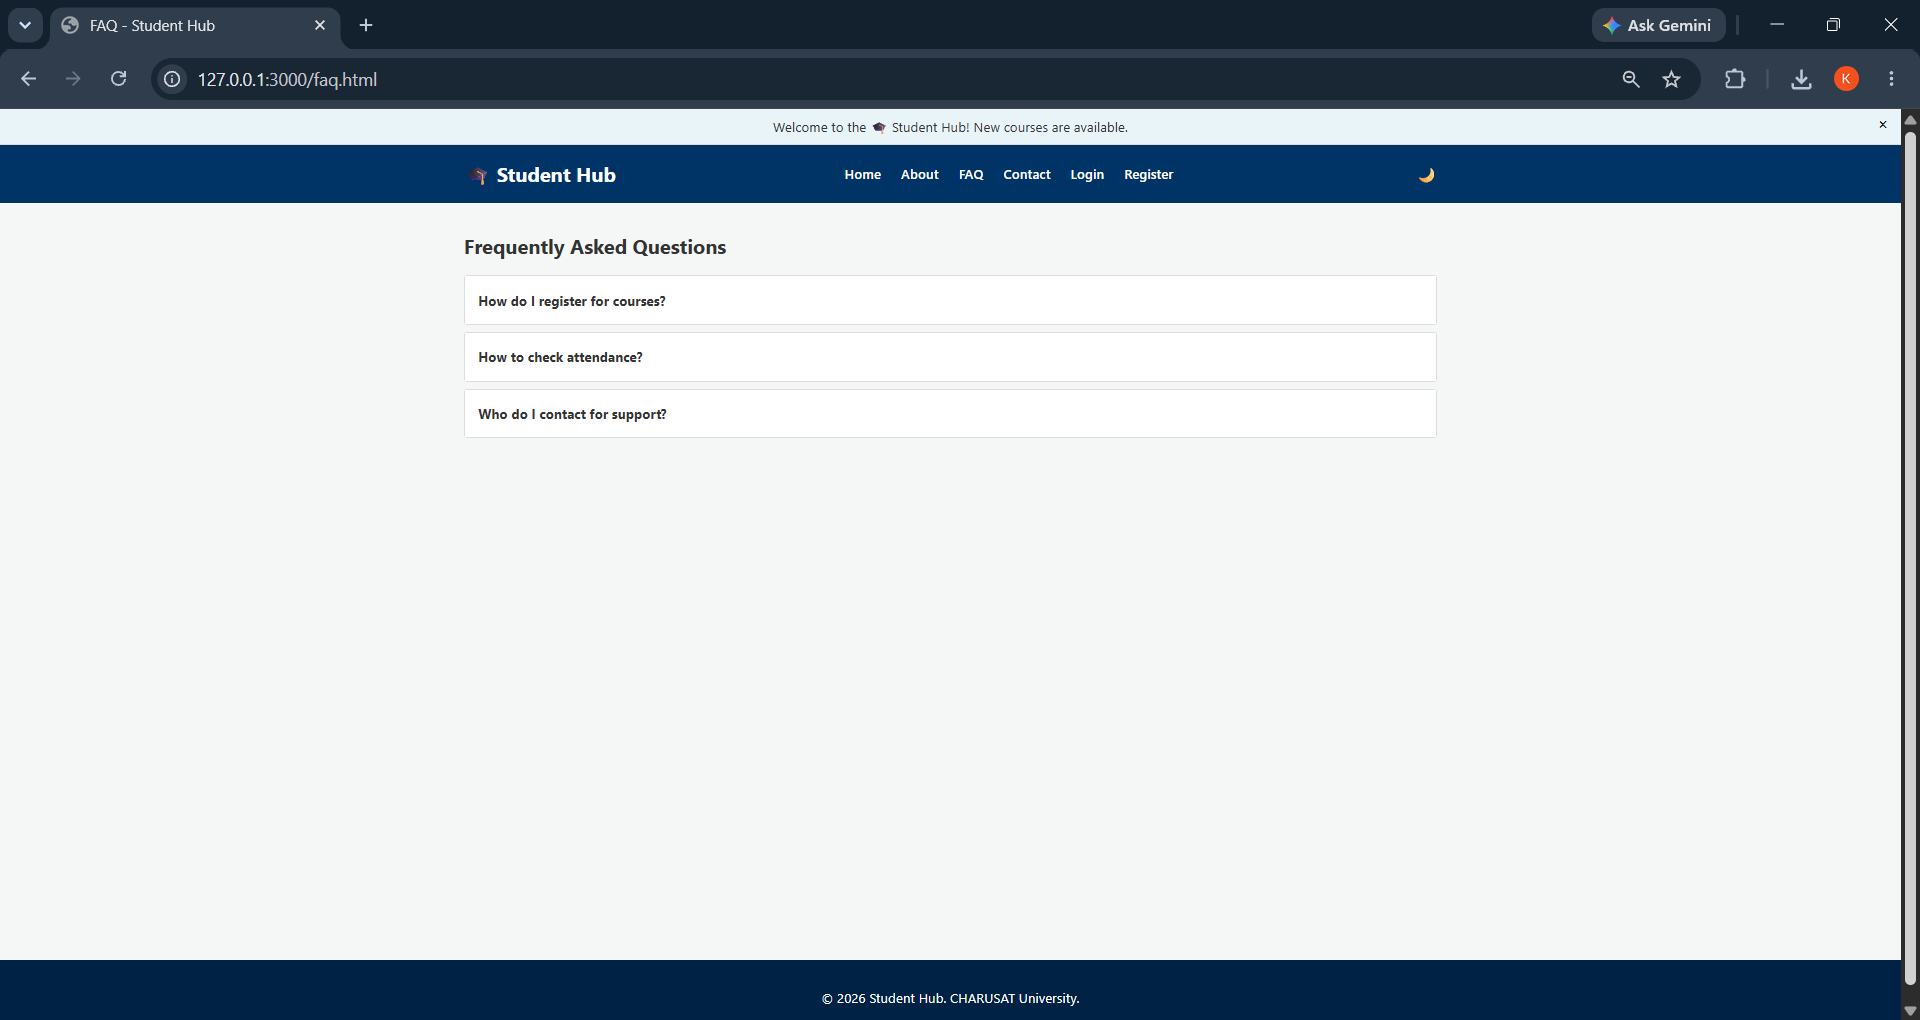 FAQ - Student Hub
Ask Gemini
127.0.0.1:3000/faq.html
K
Welcome to the 🎓 Student Hub! New courses are available.
×
🎓 Student Hub
Home About FAQ Contact Login Register
Frequently Asked Questions
How do I register for courses?
How to check attendance?
Who do I contact for support?
© 2026 Student Hub. CHARUSAT University.